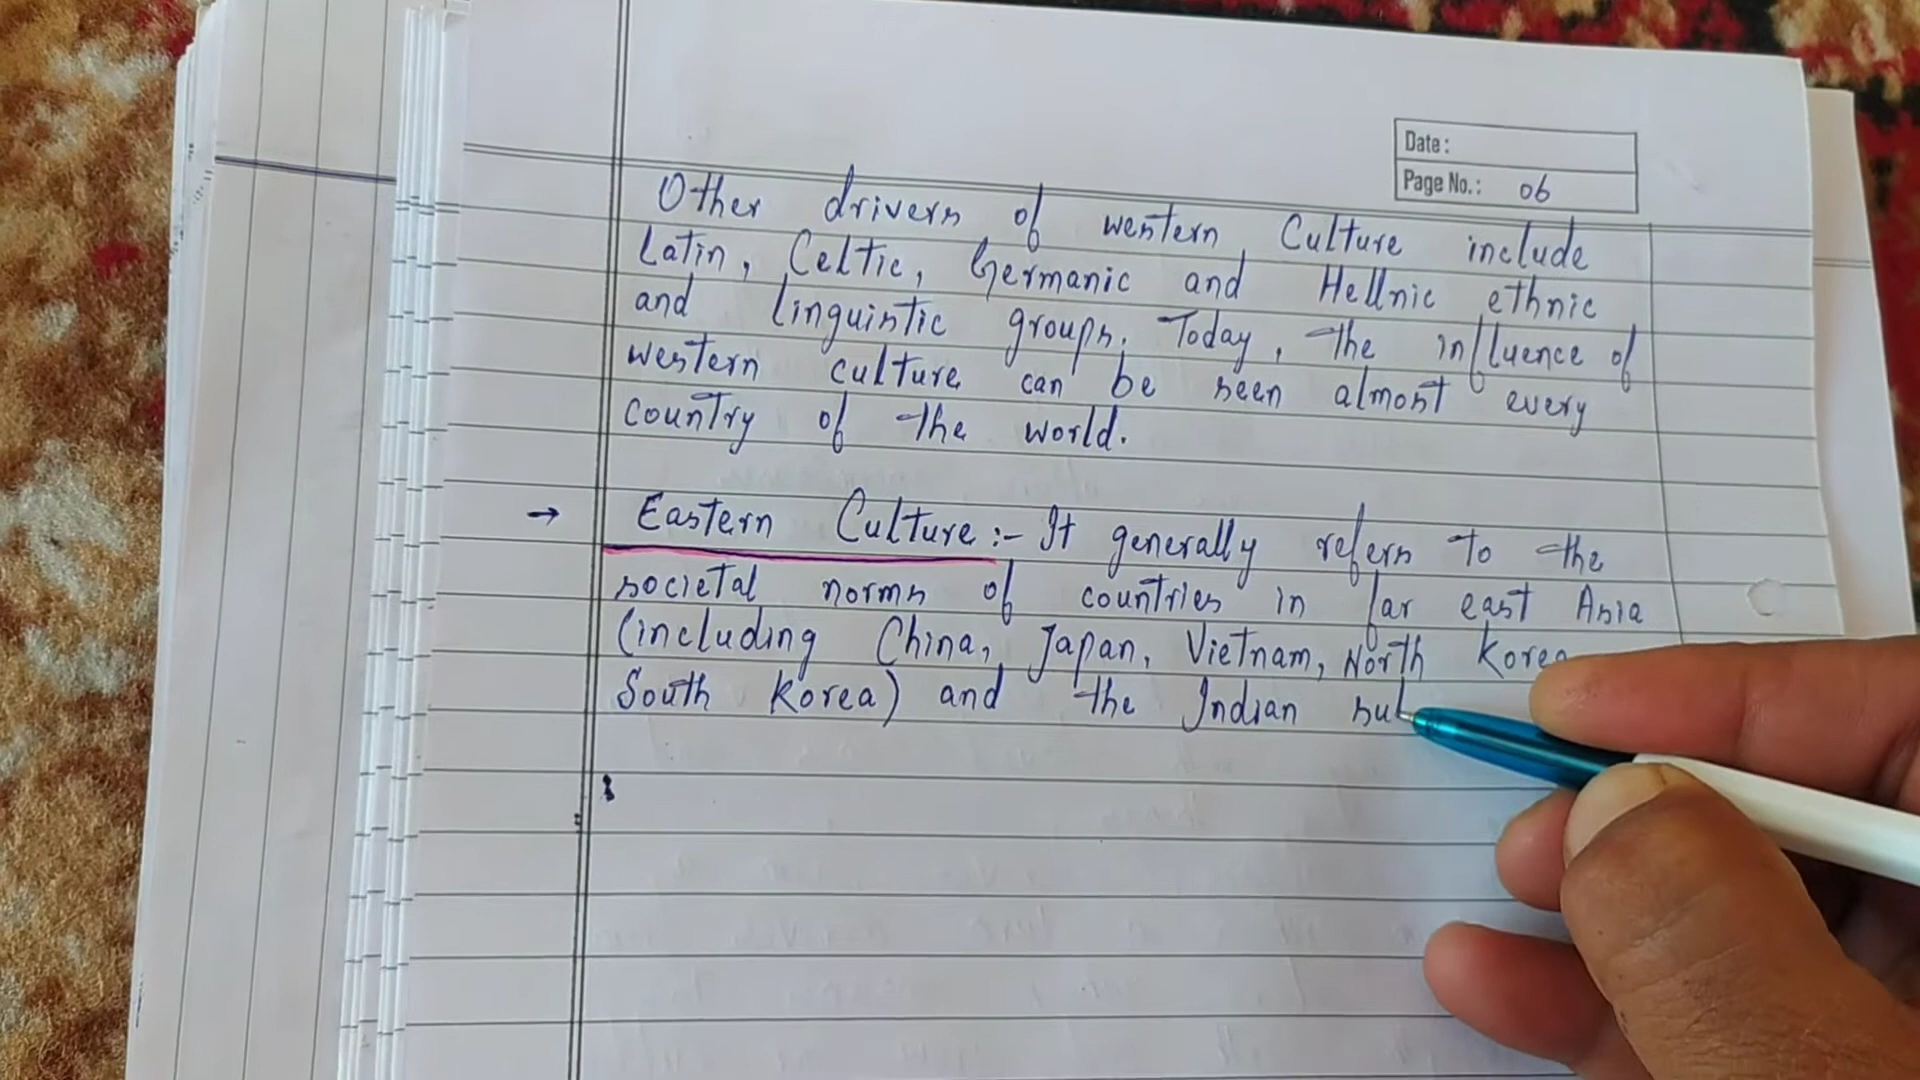 Date:
Page No.: 06
Other drivers of western Culture include
Latin, Celtic, Germanic and Hellnic ethnic
and linguistic groups. Today, the influence of
western culture can be seen almost every
country of the world.
→ Eastern Culture :- It generally refers to the
societal norms of countries in far east Asia
(including China, Japan, Vietnam, North Korea
South Korea) and the Indian sub